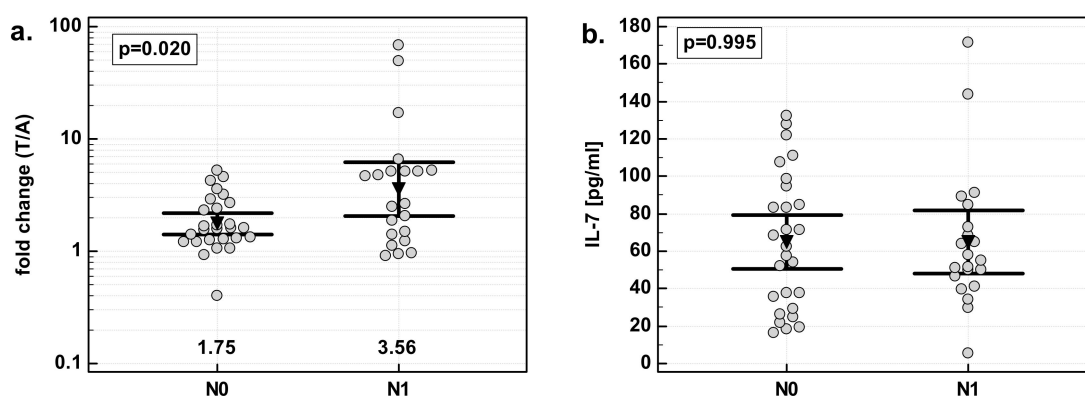 a.
p=0.020
fold change (T/A)
100
10
1
0.1
1.75 3.56
N0 N1
b.
p=0.995
IL-7 [pg/ml]
180
160
140
120
100
80
60
40
20
0
N0 N1